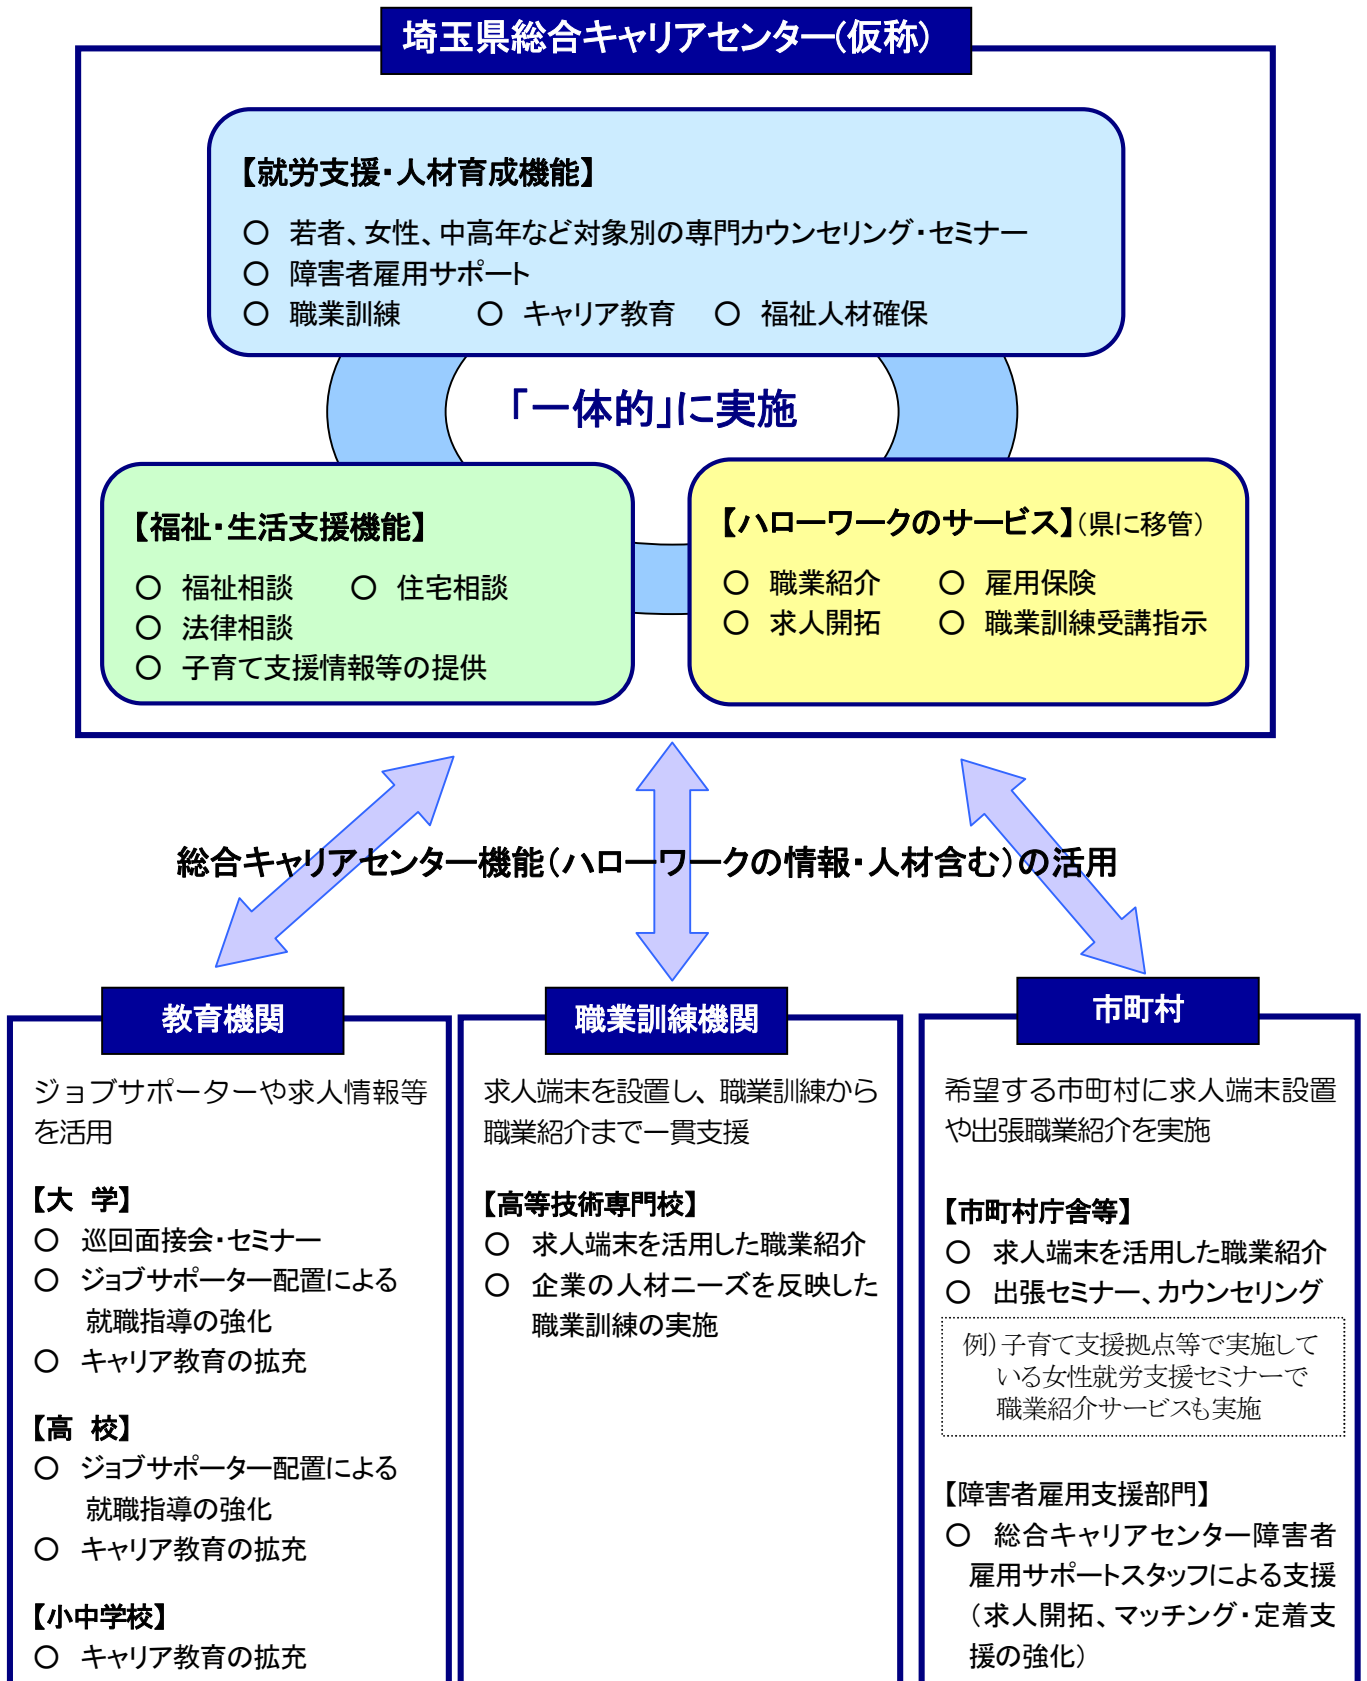 埼玉県総合キャリアセンター(仮称)
【就労支援・人材育成機能】
○ 若者、女性、中高年など対象別の専門カウンセリング・セミナー
○ 障害者雇用サポート
○ 職業訓練 ○ キャリア教育 ○ 福祉人材確保
「一体的」に実施
【福祉・生活支援機能】
○ 福祉相談 ○ 住宅相談
○ 法律相談
○ 子育て支援情報等の提供
【ハローワークのサービス】(県に移管)
○ 職業紹介 ○ 雇用保険
○ 求人開拓 ○ 職業訓練受講指示
総合キャリアセンター機能(ハローワークの情報・人材含む)の活用
教育機関
ジョブサポーターや求人情報等
を活用
【大 学】
○ 巡回面接会・セミナー
○ ジョブサポーター配置による
就職指導の強化
○ キャリア教育の拡充
【高 校】
○ ジョブサポーター配置による
就職指導の強化
○ キャリア教育の拡充
【小中学校】
○ キャリア教育の拡充
職業訓練機関
求人端末を設置し、職業訓練から
職業紹介まで一貫支援
【高等技術専門校】
○ 求人端末を活用した職業紹介
○ 企業の人材ニーズを反映した
職業訓練の実施
市町村
希望する市町村に求人端末設置
や出張職業紹介を実施
【市町村庁舎等】
○ 求人端末を活用した職業紹介
○ 出張セミナー、カウンセリング
例)子育て支援拠点等で実施して
いる女性就労支援セミナーで
職業紹介サービスも実施
【障害者雇用支援部門】
○ 総合キャリアセンター障害者
雇用サポートスタッフによる支援
(求人開拓、マッチング・定着支
援の強化)